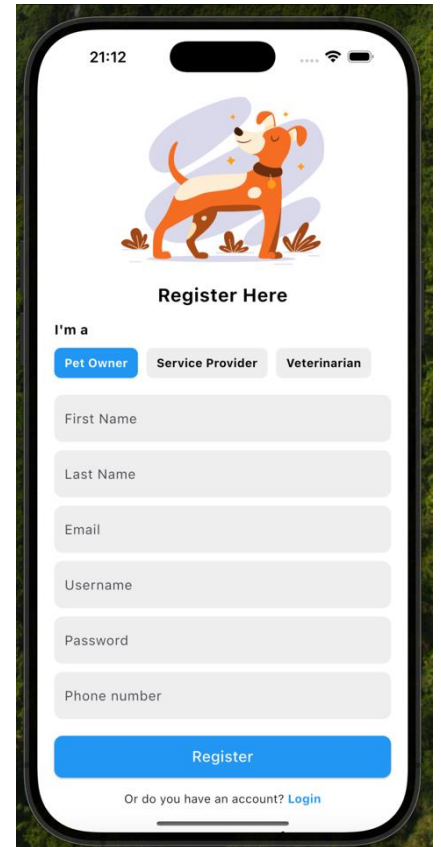 21:12
Register Here
I'm a
Pet Owner Service Provider Veterinarian
First Name
Last Name
Email
Username
Password
Phone number
Register
Or do you have an account? Login